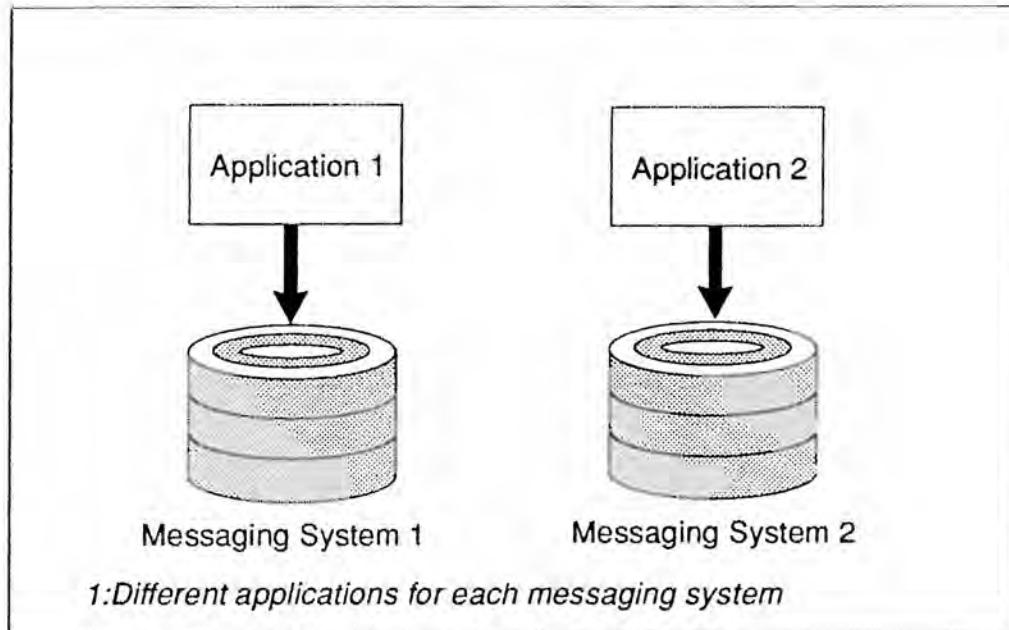 Application 1
Application 2
Messaging System 1
Messaging System 2
1:Different applications for each messaging system